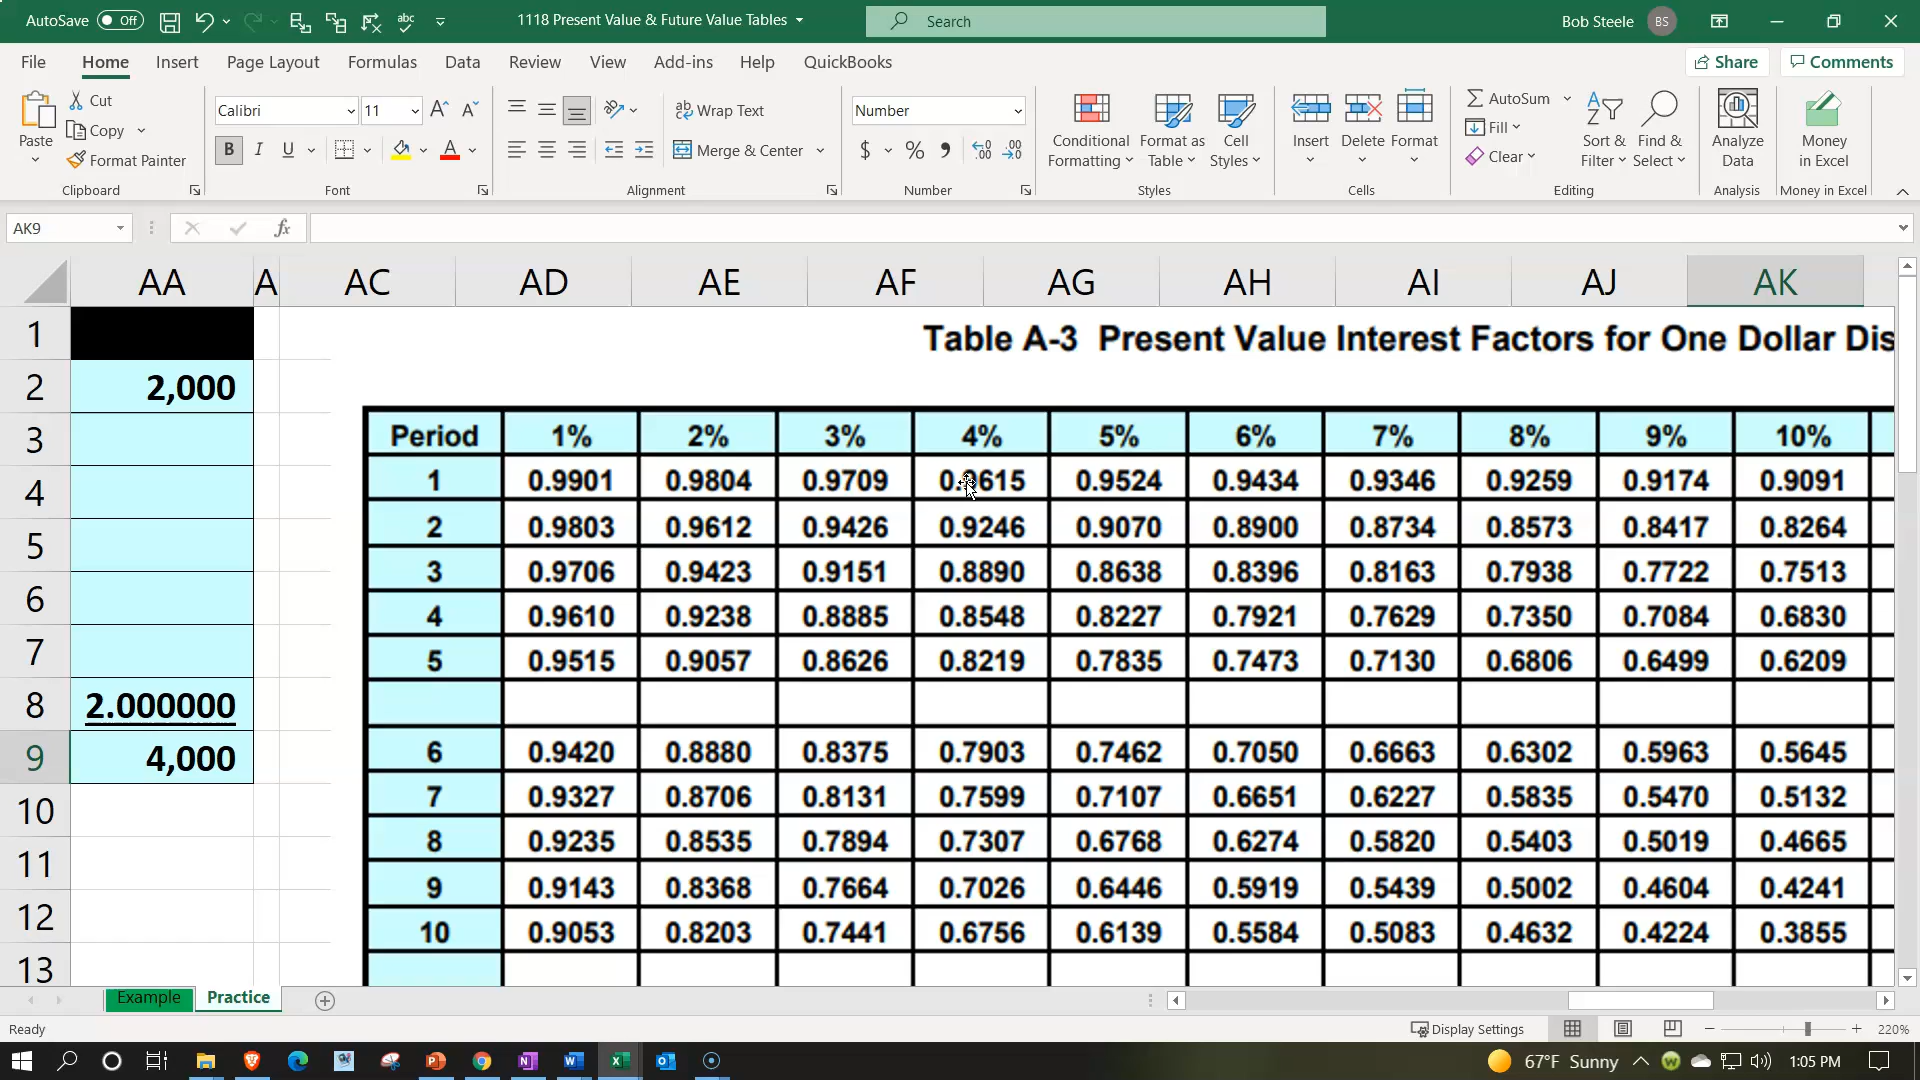 AutoSave Off
1118 Present Value & Future Value Tables
Search
Bob Steele BS
File Home Insert Page Layout Formulas Data Review View Add-ins Help QuickBooks Share Comments
Paste Cut Copy Format Painter Clipboard
Calibri 11 B I U Font
Wrap Text Merge & Center Alignment
Number $ % Number
Conditional Formatting Format as Table Cell Styles Styles
Insert Delete Format Cells
AutoSum Fill Clear Sort & Filter Find & Select Editing
Analyze Data Analysis
Money in Excel Money in Excel
AK9 fx
AA A AC AD AE AF AG AH AI AJ AK
1 Table A-3 Present Value Interest Factors for One Dollar Dis
2 2,000
3 Period 1% 2% 3% 4% 5% 6% 7% 8% 9% 10%
4 1 0.9901 0.9804 0.9709 0.9615 0.9524 0.9434 0.9346 0.9259 0.9174 0.9091
5 2 0.9803 0.9612 0.9426 0.9246 0.9070 0.8900 0.8734 0.8573 0.8417 0.8264
6 3 0.9706 0.9423 0.9151 0.8890 0.8638 0.8396 0.8163 0.7938 0.7722 0.7513
4 0.9610 0.9238 0.8885 0.8548 0.8227 0.7921 0.7629 0.7350 0.7084 0.6830
7 5 0.9515 0.9057 0.8626 0.8219 0.7835 0.7473 0.7130 0.6806 0.6499 0.6209
8 2.000000
9 4,000 6 0.9420 0.8880 0.8375 0.7903 0.7462 0.7050 0.6663 0.6302 0.5963 0.5645
10 7 0.9327 0.8706 0.8131 0.7599 0.7107 0.6651 0.6227 0.5835 0.5470 0.5132
11 8 0.9235 0.8535 0.7894 0.7307 0.6768 0.6274 0.5820 0.5403 0.5019 0.4665
9 0.9143 0.8368 0.7664 0.7026 0.6446 0.5919 0.5439 0.5002 0.4604 0.4241
12 10 0.9053 0.8203 0.7441 0.6756 0.6139 0.5584 0.5083 0.4632 0.4224 0.3855
13
Example Practice
Ready Display Settings 220%
67°F Sunny 1:05 PM